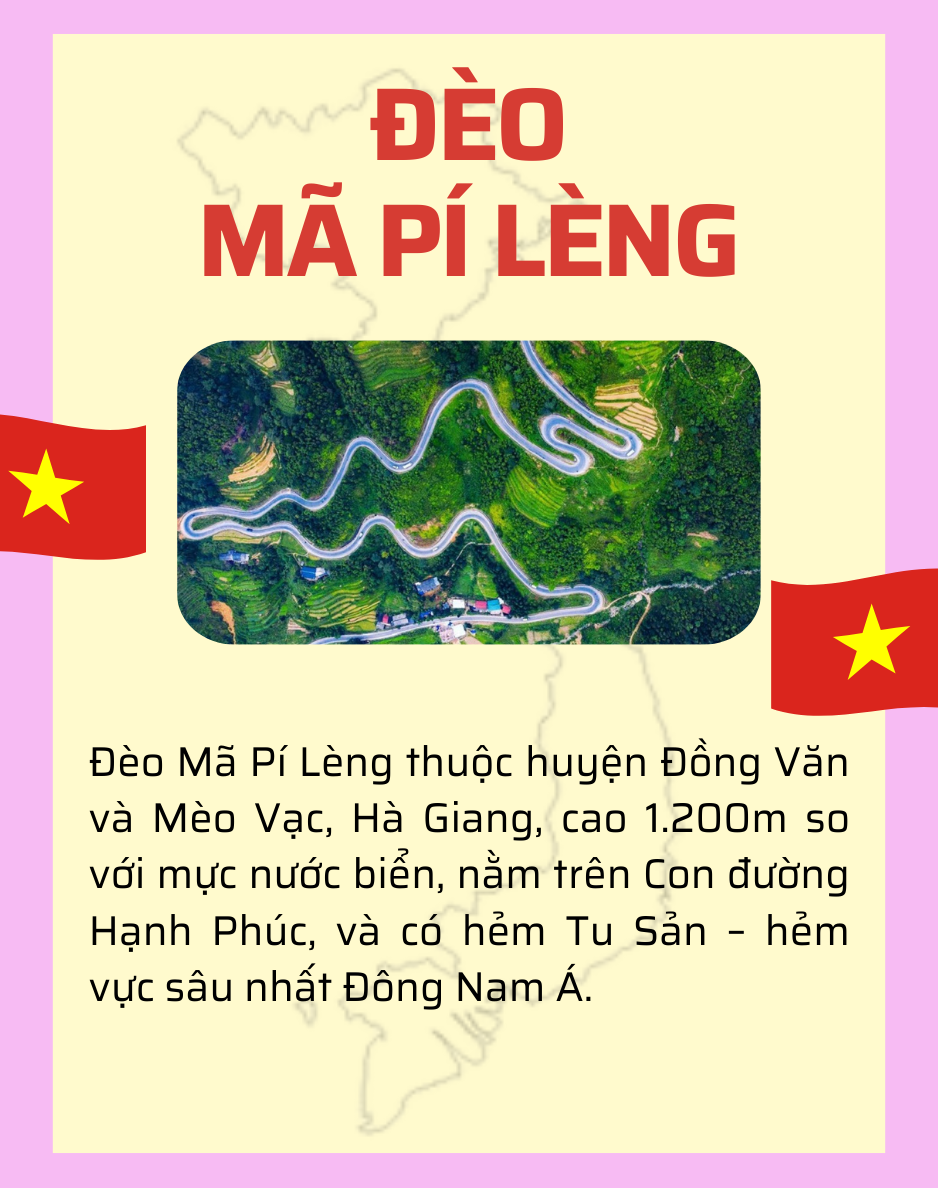 ĐÈO
MÃ PÍ LÈNG
Đèo Mã Pí Lèng thuộc huyện Đồng Văn
và Mèo Vạc, Hà Giang, cao 1.200m so
với mực nước biển, nằm trên Con đường
Hạnh Phúc, và có hẻm Tu Sản – hẻm
vực sâu nhất Đông Nam Á.